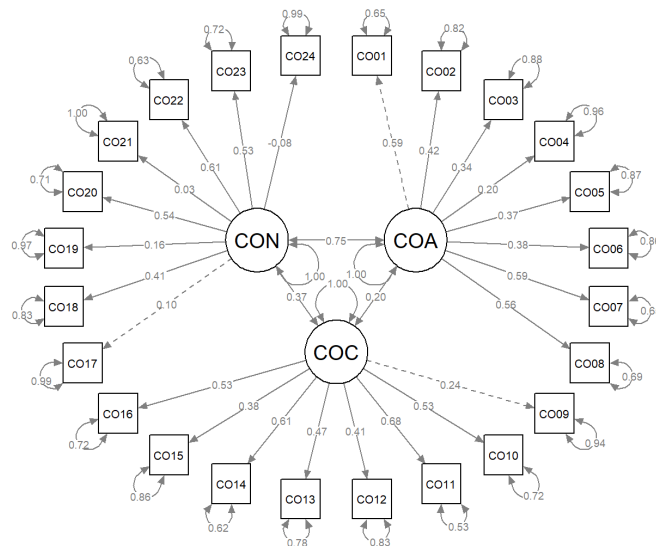 0.99
0.65
0.72
0.82
0.63
CO24
CO01
0.88
CO23
CO02
CO22
CO03
1.00
0.96
CO21
CO04
0.71
-0.08
0.59
0.87
CO20
0.61
0.53
0.42
0.34
CO05
0.03
0.20
0.54
0.37
0.97
CO19
0.16
CON
0.75
COA
0.38
CO06
0.41
1.00
1.00
0.59
0.83
CO18
0.37
1.00
0.20
CO07
0.10
0.56
CO17
COC
CO08
0.69
0.99
0.53
0.24
CO16
CO09
0.38
0.53
0.72
0.61
0.68
0.94
CO15
0.47
0.41
CO10
CO14
CO11
0.86
CO13
CO12
0.72
0.62
0.53
0.78
0.83